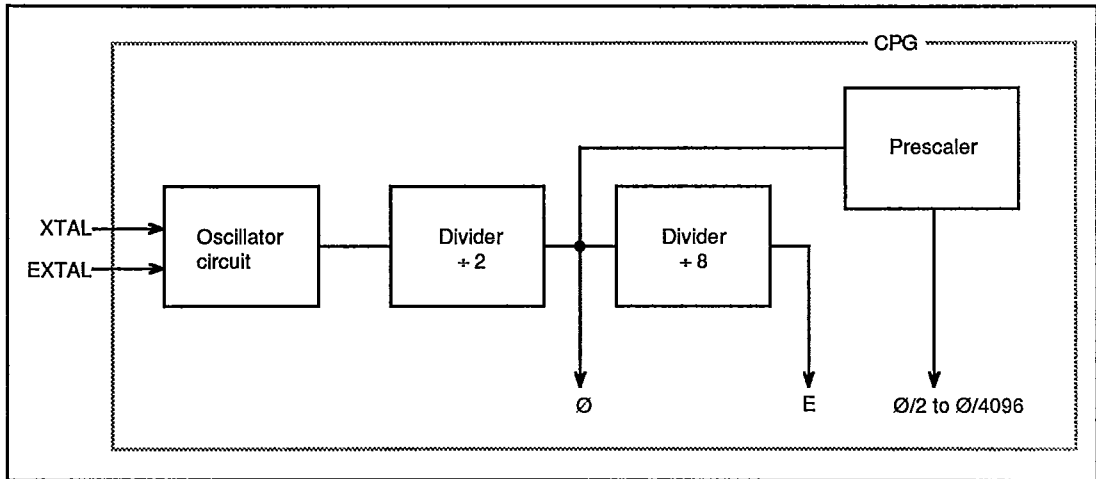 CPG
Prescaler
XTAL
EXTAL
Oscillator
circuit
Divider
÷ 2
Divider
÷ 8
Ø
E
Ø/2 to Ø/4096